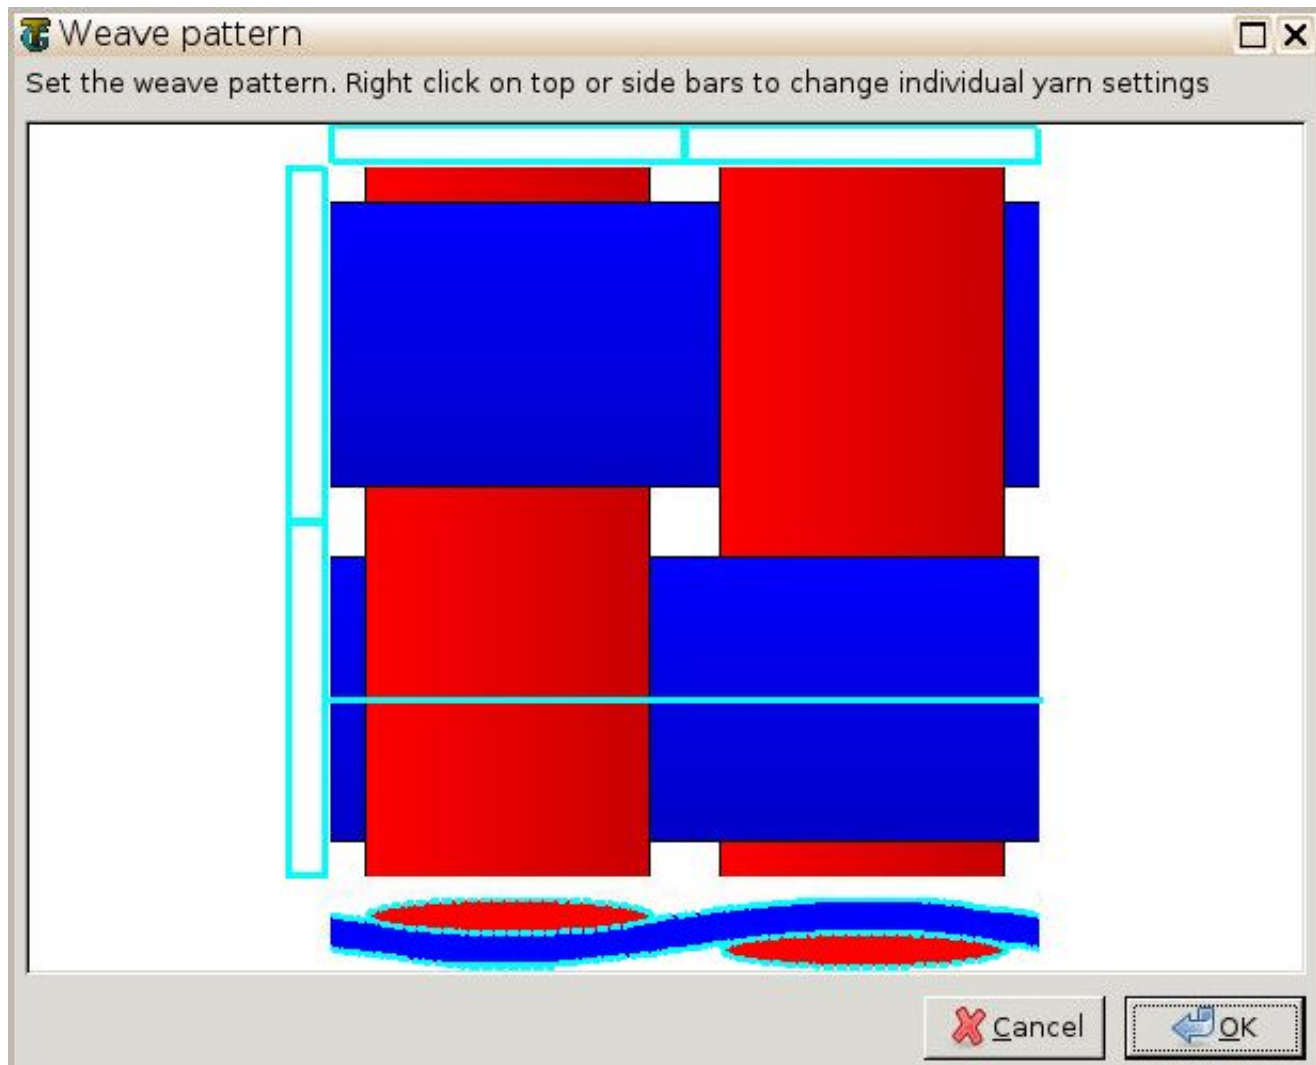 Weave pattern
Set the weave pattern. Right click on top or side bars to change individual yarn settings
Cancel
OK